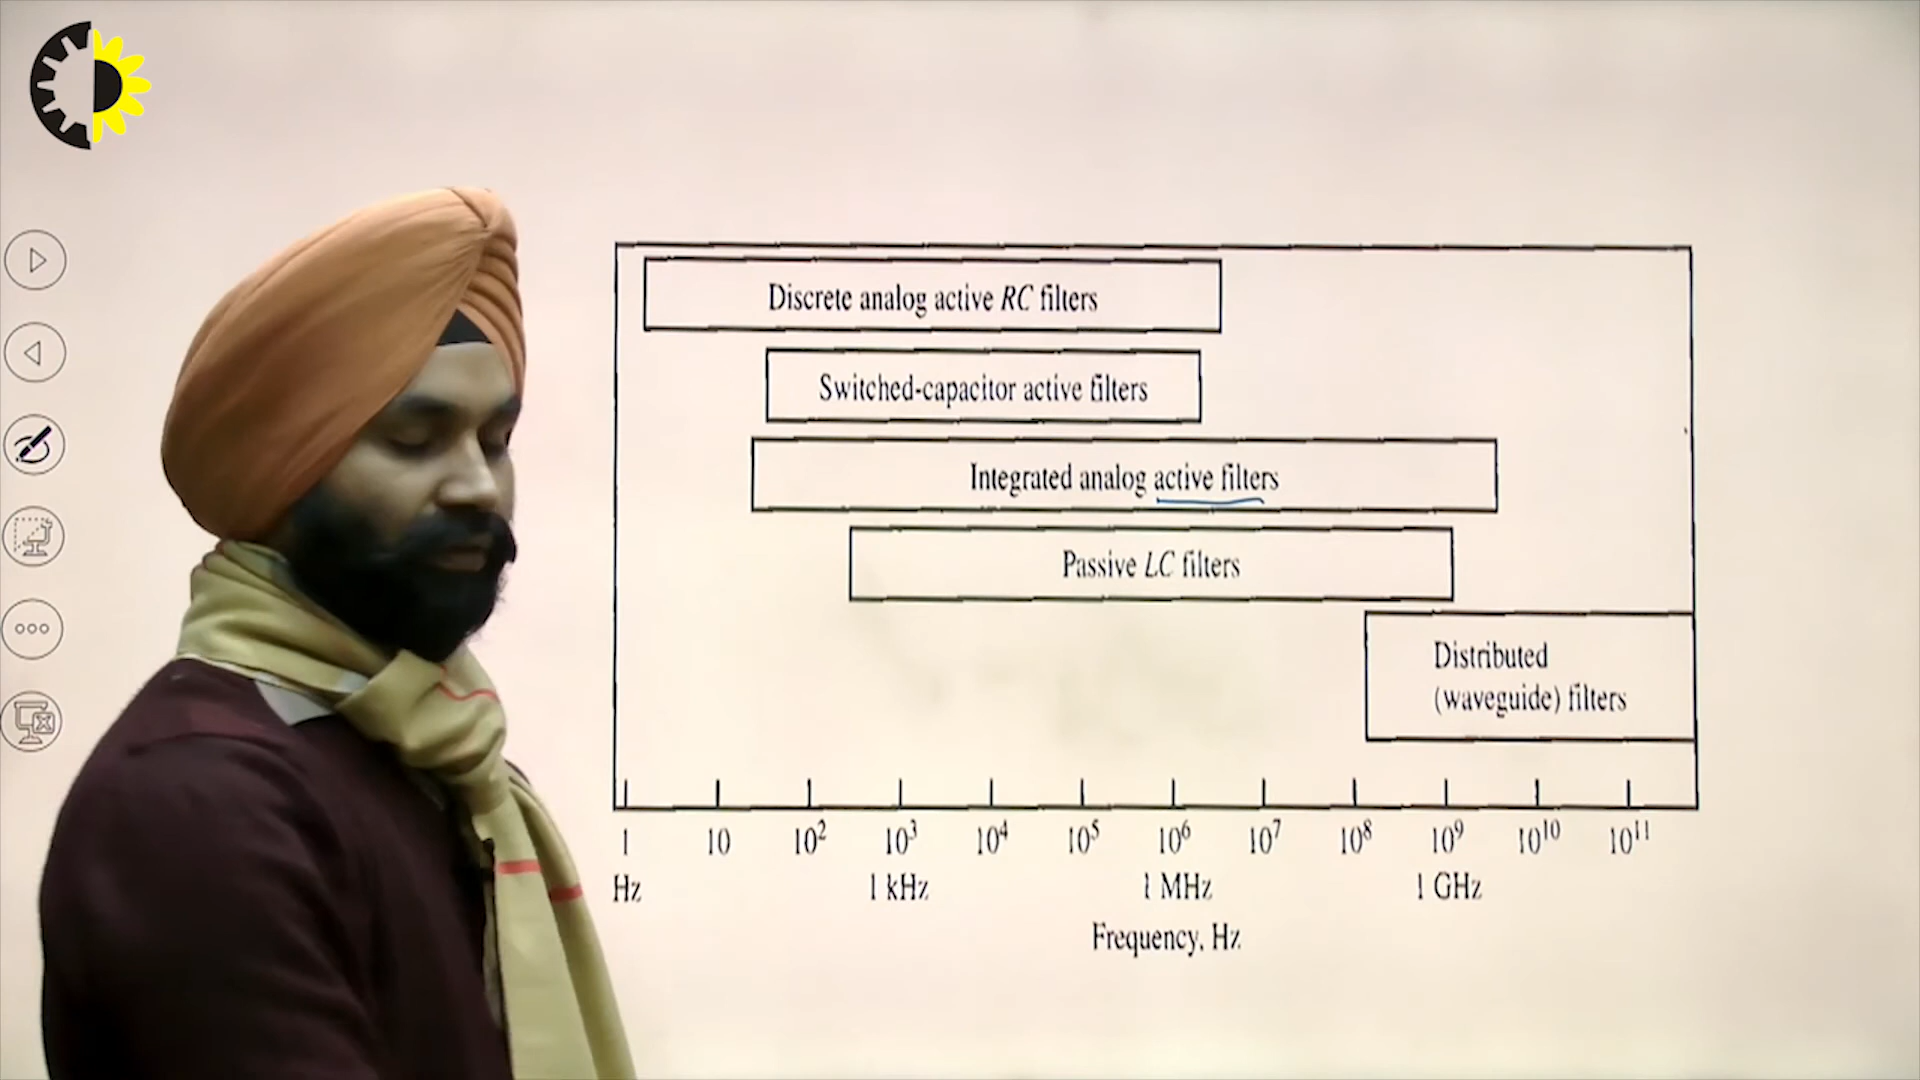 Discrete analog active RC filters
Switched-capacitor active filters
Integrated analog active filters
Passive LC filters
Distributed
(waveguide) filters
1 10 10² 10³ 10⁴ 10⁵ 10⁶ 10⁷ 10⁸ 10⁹ 10¹⁰ 10¹¹
Hz 1 kHz 1 MHz 1 GHz
Frequency, Hz